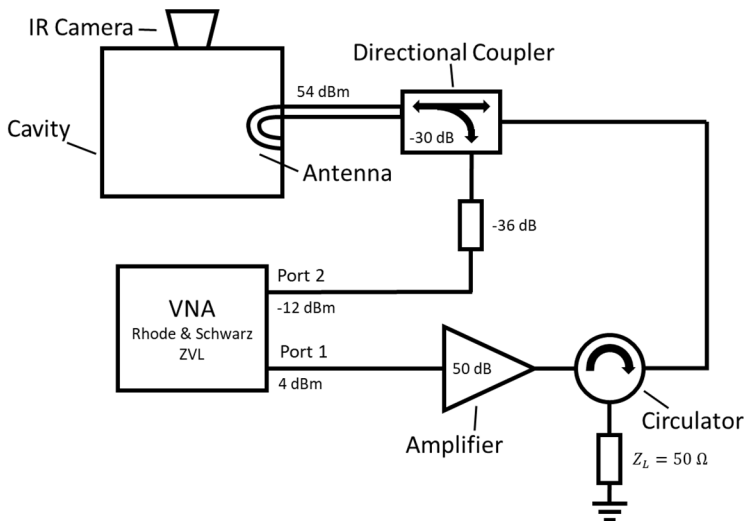 IR Camera
Directional Coupler
54 dBm
Cavity
-30 dB
Antenna
-36 dB
Port 2
-12 dBm
VNA
Rhode & Schwarz
ZVL
Port 1
4 dBm
50 dB
Circulator
Amplifier
Z_L = 50 Ω